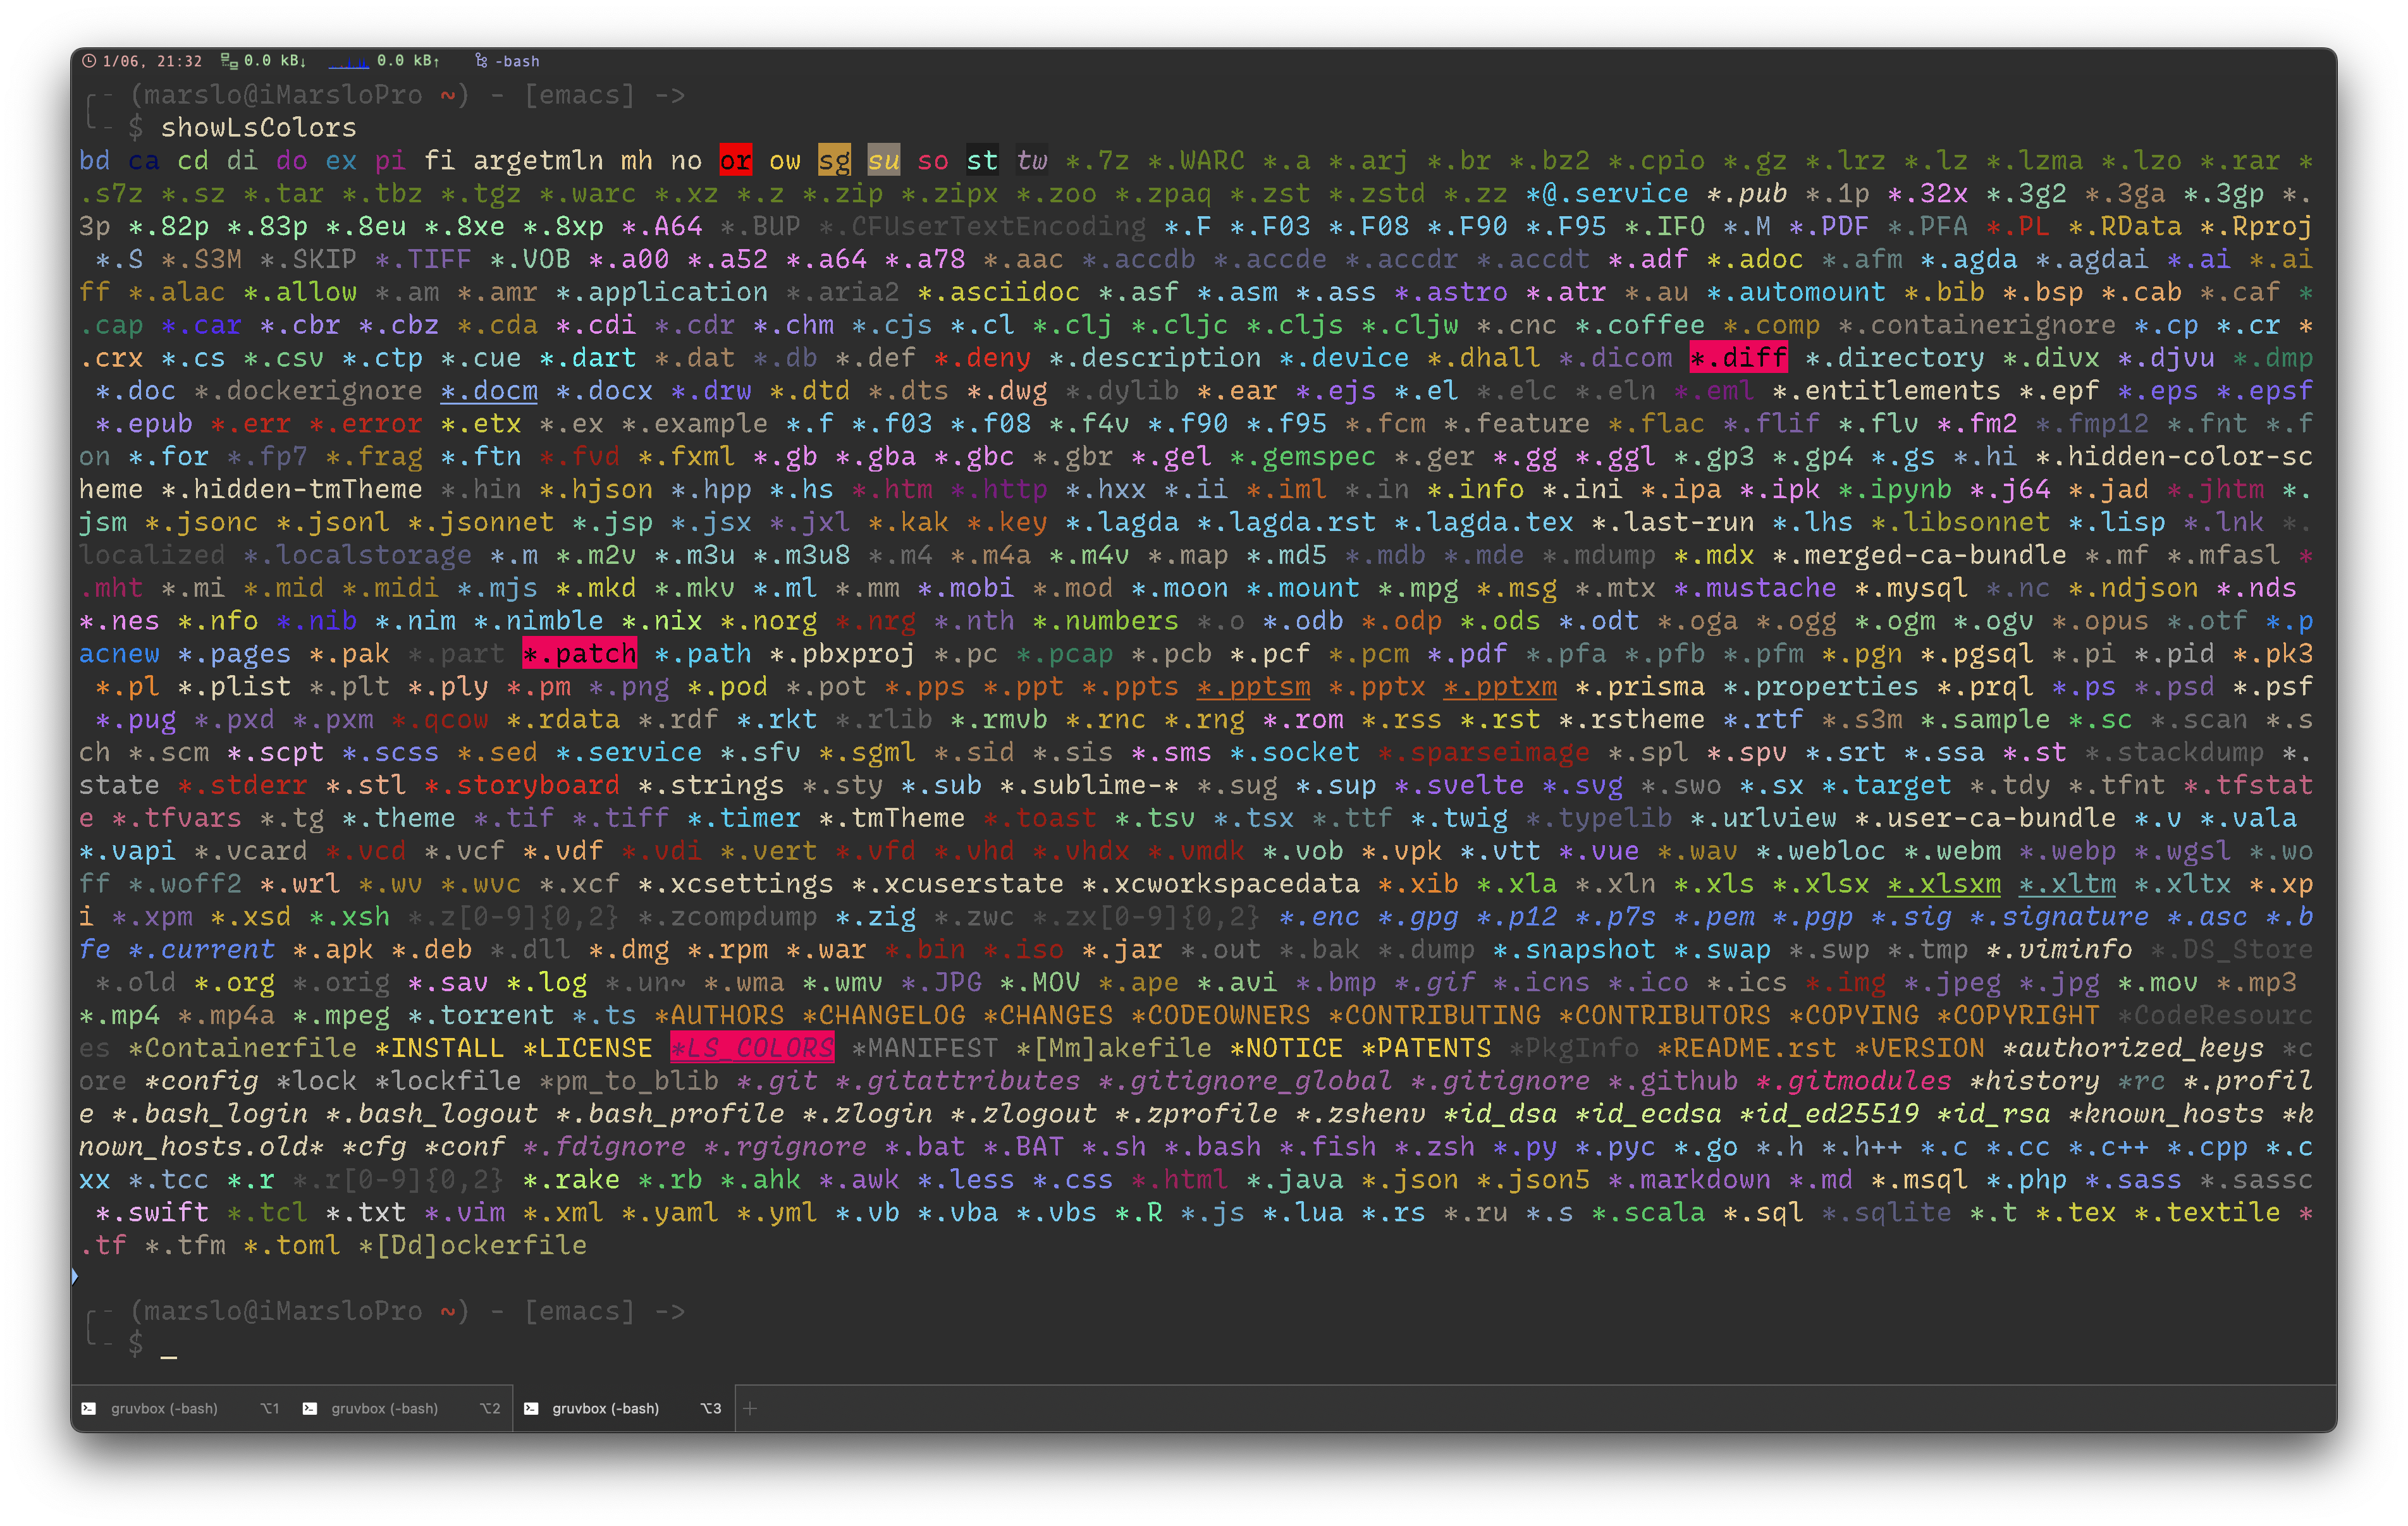 1/06, 21:32 0.0 kB↓ 0.0 kB↑ -bash
(marslo@iMarsloPro ~) - [emacs] ->
$ showLsColors
bd ca cd di do ex pi fi argetmln mh no or ow sg su so st tw *.7z *.WARC *.a *.arj *.br *.bz2 *.cpio *.gz *.lrz *.lz *.lzma *.lzo *.rar *
.s7z *.sz *.tar *.tbz *.tgz *.warc *.xz *.z *.zip *.zipx *.zoo *.zpaq *.zst *.zstd *.zz *@.service *.pub *.1p *.32x *.3g2 *.3ga *.3gp *.
3p *.82p *.83p *.8eu *.8xe *.8xp *.A64 *.BUP *.CFUserTextEncoding *.F *.F03 *.F08 *.F90 *.F95 *.IFO *.M *.PDF *.PFA *.PL *.RData *.Rproj
*.S *.S3M *.SKIP *.TIFF *.VOB *.a00 *.a52 *.a64 *.a78 *.aac *.accdb *.accde *.accdr *.accdt *.adf *.adoc *.afm *.agda *.agdai *.ai *.ai
ff *.alac *.allow *.am *.amr *.application *.aria2 *.asciidoc *.asf *.asm *.ass *.astro *.atr *.au *.automount *.bib *.bsp *.cab *.caf *
.cap *.car *.cbr *.cbz *.cda *.cdi *.cdr *.chm *.cjs *.cl *.clj *.cljc *.cljs *.cljw *.cnc *.coffee *.comp *.containerignore *.cp *.cr *
.crx *.cs *.csv *.ctp *.cue *.dart *.dat *.db *.def *.deny *.description *.device *.dhall *.dicom *.diff *.directory *.divx *.djvu *.dmp
*.doc *.dockerignore *.docm *.docx *.drw *.dtd *.dts *.dwg *.dylib *.ear *.ejs *.el *.elc *.eln *.eml *.entitlements *.epf *.eps *.epsf
*.epub *.err *.error *.etx *.ex *.example *.f *.f03 *.f08 *.f4v *.f90 *.f95 *.fcm *.feature *.flac *.flif *.flv *.fm2 *.fmp12 *.fnt *.f
on *.for *.fp7 *.frag *.ftn *.fvd *.fxml *.gb *.gba *.gbc *.gbr *.gel *.gemspec *.ger *.gg *.ggl *.gp3 *.gp4 *.gs *.hi *.hidden-color-sc
heme *.hidden-tmTheme *.hin *.hjson *.hpp *.hs *.htm *.http *.hxx *.ii *.iml *.in *.info *.ini *.ipa *.ipk *.ipynb *.j64 *.jad *.jhtm *.
jsm *.jsonc *.jsonl *.jsonnet *.jsp *.jsx *.jxl *.kak *.key *.lagda *.lagda.rst *.lagda.tex *.last-run *.lhs *.libsonnet *.lisp *.lnk *.
localized *.localstorage *.m *.m2v *.m3u *.m3u8 *.m4 *.m4a *.m4v *.map *.md5 *.mdb *.mde *.mdump *.mdx *.merged-ca-bundle *.mf *.mfasl *
.mht *.mi *.mid *.midi *.mjs *.mkd *.mkv *.ml *.mm *.mobi *.mod *.moon *.mount *.mpg *.msg *.mtx *.mustache *.mysql *.nc *.ndjson *.nds
*.nes *.nfo *.nib *.nim *.nimble *.nix *.norg *.nrg *.nth *.numbers *.o *.odb *.odp *.ods *.odt *.oga *.ogg *.ogm *.ogv *.opus *.otf *.p
acnew *.pages *.pak *.part *.patch *.path *.pbxproj *.pc *.pcap *.pcb *.pcf *.pcm *.pdf *.pfa *.pfb *.pfm *.pgn *.pgsql *.pi *.pid *.pk3
*.pl *.plist *.plt *.ply *.pm *.png *.pod *.pot *.pps *.ppt *.ppts *.pptsm *.pptx *.pptxm *.prisma *.properties *.prql *.ps *.psd *.psf
*.pug *.pxd *.pxm *.qcow *.rdata *.rdf *.rkt *.rlib *.rmvb *.rnc *.rng *.rom *.rss *.rst *.rstheme *.rtf *.s3m *.sample *.sc *.scan *.s
ch *.scm *.scpt *.scss *.sed *.service *.sfv *.sgml *.sid *.sis *.sms *.socket *.sparseimage *.spl *.spv *.srt *.ssa *.st *.stackdump *.
state *.stderr *.stl *.storyboard *.strings *.sty *.sub *.sublime-* *.sug *.sup *.svelte *.svg *.swo *.sx *.target *.tdy *.tfnt *.tfstat
e *.tfvars *.tg *.theme *.tif *.tiff *.timer *.tmTheme *.toast *.tsv *.tsx *.ttf *.twig *.typelib *.urlview *.user-ca-bundle *.v *.vala
*.vapi *.vcard *.vcd *.vcf *.vdf *.vdi *.vert *.vfd *.vhd *.vhdx *.vmdk *.vob *.vpk *.vtt *.vue *.wav *.webloc *.webm *.webp *.wgsl *.wo
ff *.woff2 *.wrl *.wv *.wvc *.xcf *.xcsettings *.xcuserstate *.xcworkspacedata *.xib *.xla *.xln *.xls *.xlsx *.xlsxm *.xltm *.xltx *.xp
i *.xpm *.xsd *.xsh *.z[0-9]{0,2} *.zcompdump *.zig *.zwc *.zx[0-9]{0,2} *.enc *.gpg *.p12 *.p7s *.pem *.pgp *.sig *.signature *.asc *.b
fe *.current *.apk *.deb *.dll *.dmg *.rpm *.war *.bin *.iso *.jar *.out *.bak *.dump *.snapshot *.swap *.swp *.tmp *.viminfo *.DS_Store
*.old *.org *.orig *.sav *.log *.un~ *.wma *.wmv *.JPG *.MOV *.ape *.avi *.bmp *.gif *.icns *.ico *.ics *.img *.jpeg *.jpg *.mov *.mp3
*.mp4 *.mp4a *.mpeg *.torrent *.ts *AUTHORS *CHANGELOG *CHANGES *CODEOWNERS *CONTRIBUTING *CONTRIBUTORS *COPYING *COPYRIGHT *CodeResourc
es *Containerfile *INSTALL *LICENSE *LS_COLORS *MANIFEST *[Mm]akefile *NOTICE *PATENTS *PkgInfo *README.rst *VERSION *authorized_keys *c
ore *config *lock *lockfile *pm_to_blib *.git *.gitattributes *.gitignore_global *.gitignore *.github *.gitmodules *history *rc *.profil
e *.bash_login *.bash_logout *.bash_profile *.zlogin *.zlogout *.zprofile *.zshenv *id_dsa *id_ecdsa *id_ed25519 *id_rsa *known_hosts *k
nown_hosts.old* *cfg *conf *.fdignore *.rgignore *.bat *.BAT *.sh *.bash *.fish *.zsh *.py *.pyc *.go *.h *.h++ *.c *.cc *.c++ *.cpp *.c
xx *.tcc *.r *.r[0-9]{0,2} *.rake *.rb *.ahk *.awk *.less *.css *.html *.java *.json *.json5 *.markdown *.md *.msql *.php *.sass *.sassc
*.swift *.tcl *.txt *.vim *.xml *.yaml *.yml *.vb *.vba *.vbs *.R *.js *.lua *.rs *.ru *.s *.scala *.sql *.sqlite *.t *.tex *.textile *
.tf *.tfm *.toml *[Dd]ockerfile
(marslo@iMarsloPro ~) - [emacs] ->
$ _
gruvbox (-bash) ⌥1 gruvbox (-bash) ⌥2 gruvbox (-bash) ⌥3 +